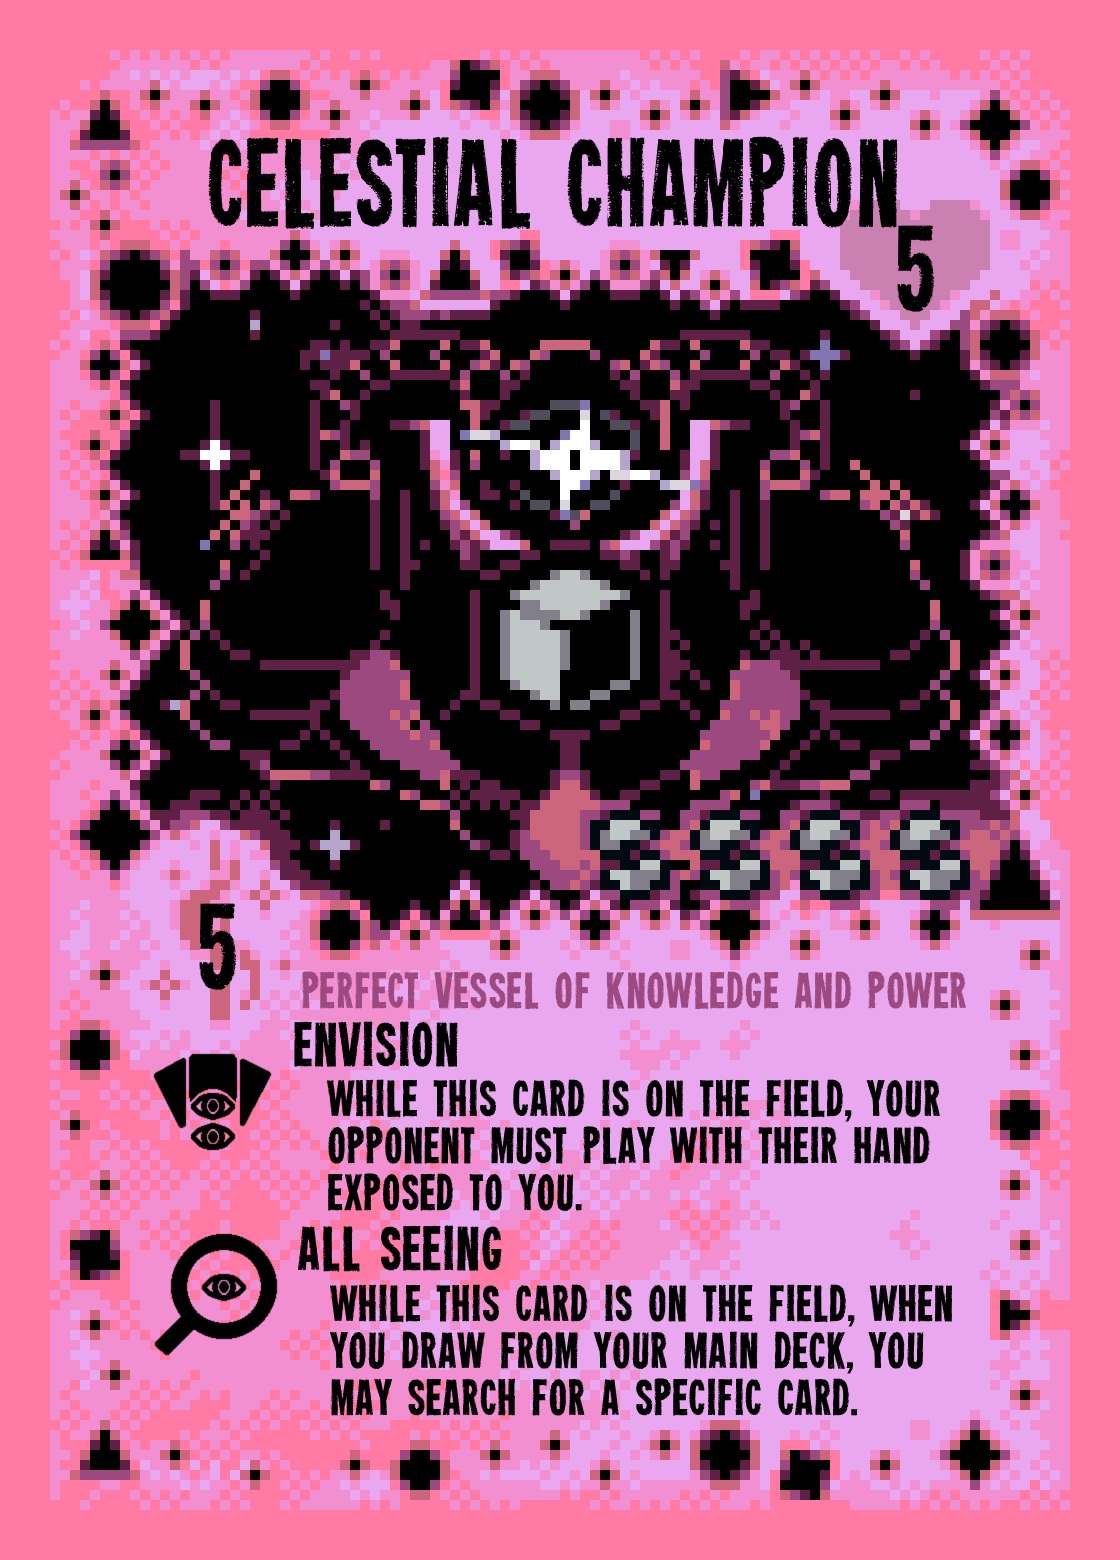 CELESTIAL CHAMPION
5
5
PERFECT VESSEL OF KNOWLEDGE AND POWER
ENVISION
WHILE THIS CARD IS ON THE FIELD, YOUR
OPPONENT MUST PLAY WITH THEIR HAND
EXPOSED TO YOU.
ALL SEEING
WHILE THIS CARD IS ON THE FIELD, WHEN
YOU DRAW FROM YOUR MAIN DECK, YOU
MAY SEARCH FOR A SPECIFIC CARD.